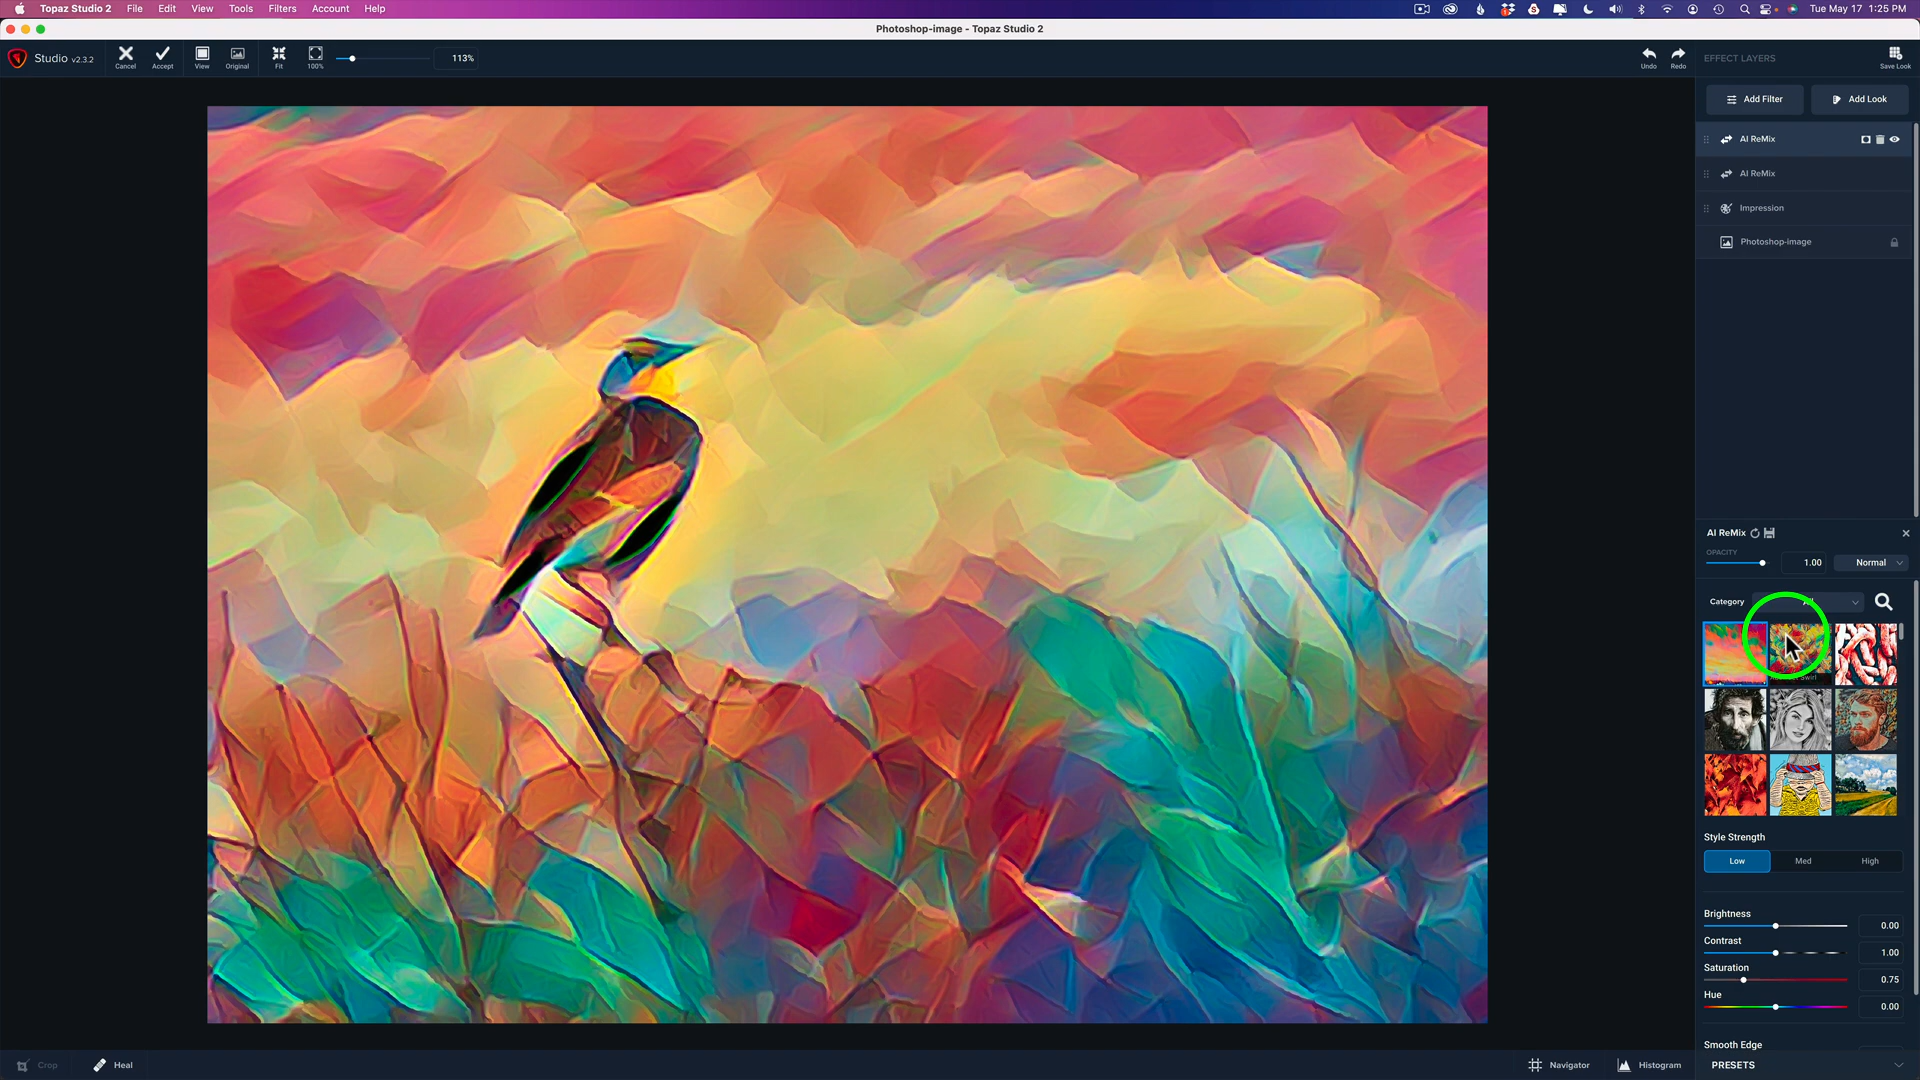 Topaz Studio 2 File Edit View Tools Filters Account Help Tue May 17 1:25 PM
Photoshop-image - Topaz Studio 2
Studio v2.3.2 Cancel Accept View Original Fit 100% 113% Undo Redo EFFECT LAYERS Save Look
Add Filter Add Look
AI ReMix
AI ReMix
Impression
Photoshop-image
AI ReMix
OPACITY
1.00 Normal
Category
Swirl
Style Strength
Low Med High
Brightness
0.00
Contrast
1.00
Saturation
0.75
Hue
0.00
Smooth Edge
Crop Heal Navigator Histogram PRESETS